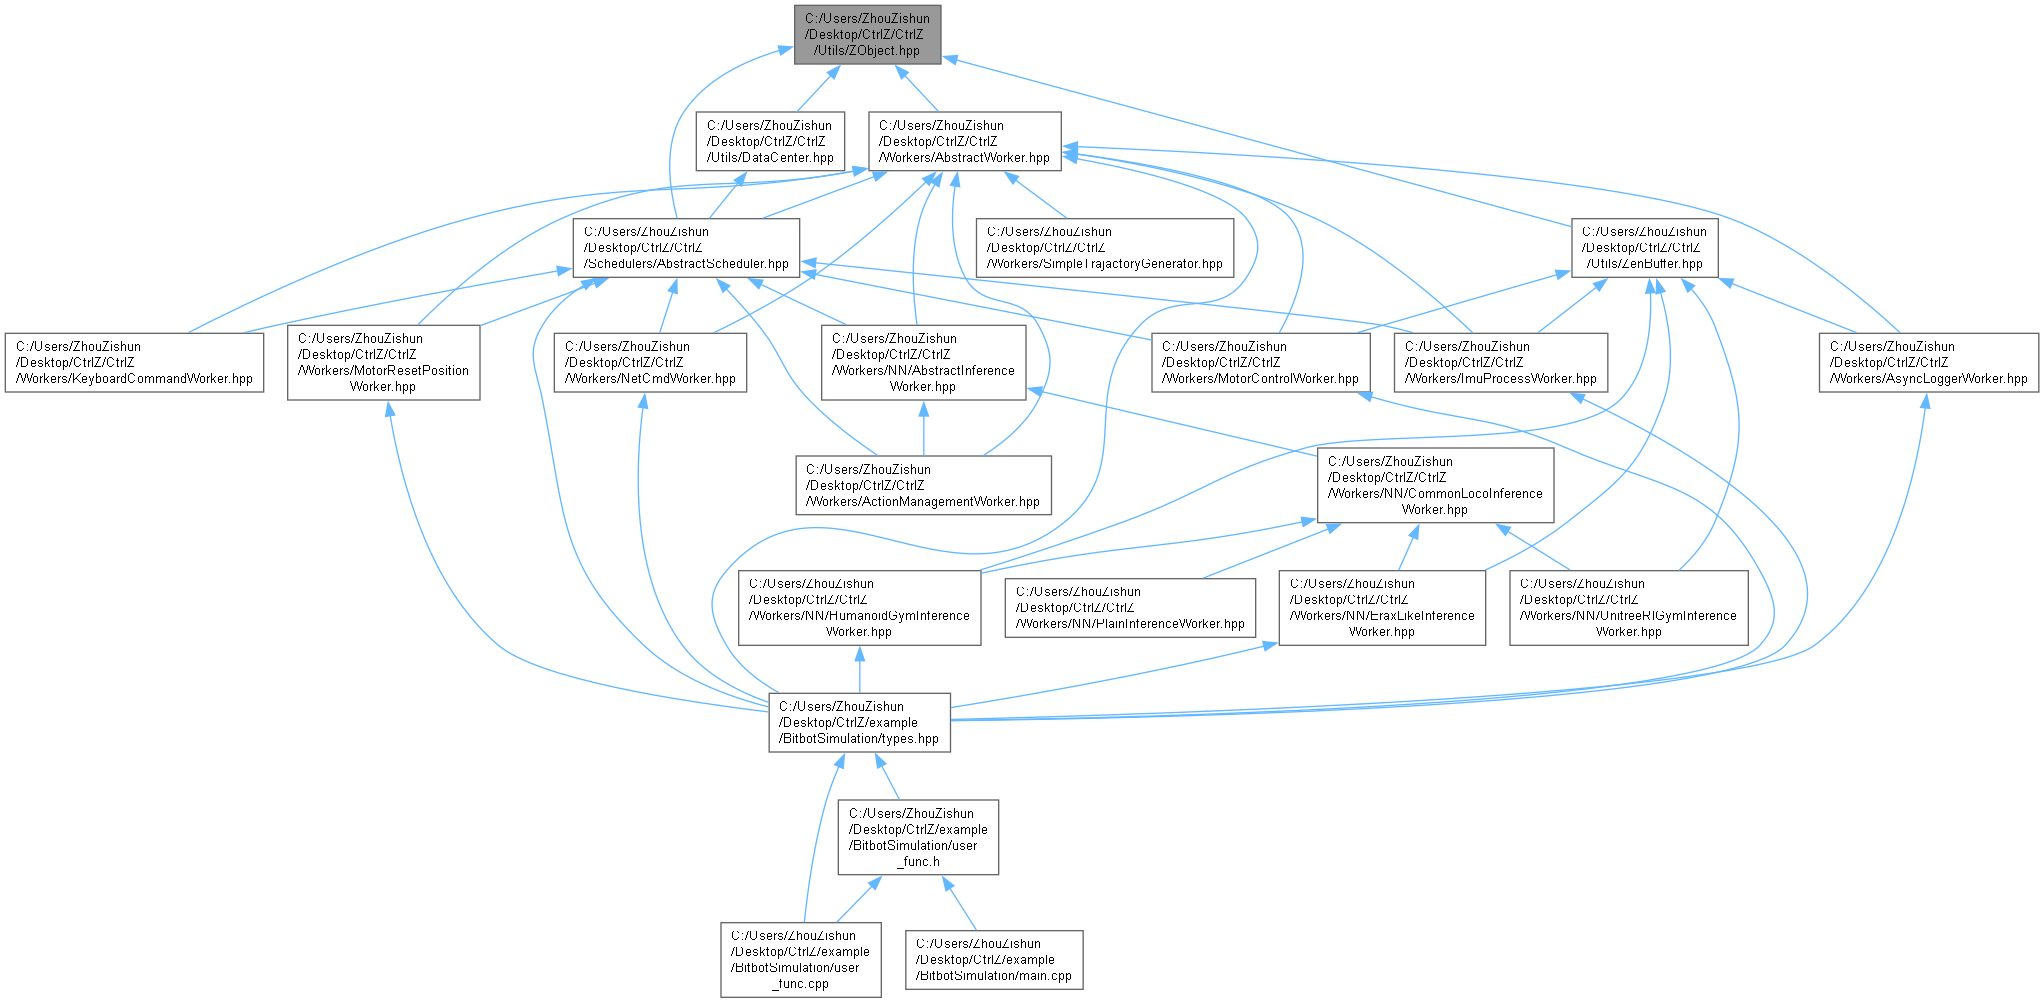 C:/Users/ZhouZishun
/Desktop/CtrlZ/CtrlZ
/Utils/ZObject.hpp
C:/Users/ZhouZishun
/Desktop/CtrlZ/CtrlZ
/Utils/DataCenter.hpp
C:/Users/ZhouZishun
/Desktop/CtrlZ/CtrlZ
/Workers/AbstractWorker.hpp
C:/Users/ZhouZishun
/Desktop/CtrlZ/CtrlZ
/Schedulers/AbstractScheduler.hpp
C:/Users/ZhouZishun
/Desktop/CtrlZ/CtrlZ
/Workers/SimpleTrajactoryGenerator.hpp
C:/Users/ZhouZishun
/Desktop/CtrlZ/CtrlZ
/Utils/ZenBuffer.hpp
C:/Users/ZhouZishun
/Desktop/CtrlZ/CtrlZ
/Workers/KeyboardCommandWorker.hpp
C:/Users/ZhouZishun
/Desktop/CtrlZ/CtrlZ
/Workers/MotorResetPosition
Worker.hpp
C:/Users/ZhouZishun
/Desktop/CtrlZ/CtrlZ
/Workers/NetCmdWorker.hpp
C:/Users/ZhouZishun
/Desktop/CtrlZ/CtrlZ
/Workers/NN/AbstractInference
Worker.hpp
C:/Users/ZhouZishun
/Desktop/CtrlZ/CtrlZ
/Workers/MotorControlWorker.hpp
C:/Users/ZhouZishun
/Desktop/CtrlZ/CtrlZ
/Workers/ImuProcessWorker.hpp
C:/Users/ZhouZishun
/Desktop/CtrlZ/CtrlZ
/Workers/AsyncLoggerWorker.hpp
C:/Users/ZhouZishun
/Desktop/CtrlZ/CtrlZ
/Workers/ActionManagementWorker.hpp
C:/Users/ZhouZishun
/Desktop/CtrlZ/CtrlZ
/Workers/NN/CommonLocoInference
Worker.hpp
C:/Users/ZhouZishun
/Desktop/CtrlZ/CtrlZ
/Workers/NN/HumanoidGymInference
Worker.hpp
C:/Users/ZhouZishun
/Desktop/CtrlZ/CtrlZ
/Workers/NN/PlainInferenceWorker.hpp
C:/Users/ZhouZishun
/Desktop/CtrlZ/CtrlZ
/Workers/NN/EraxLikeInference
Worker.hpp
C:/Users/ZhouZishun
/Desktop/CtrlZ/CtrlZ
/Workers/NN/UnitreeRlGymInference
Worker.hpp
C:/Users/ZhouZishun
/Desktop/CtrlZ/example
/BitbotSimulation/types.hpp
C:/Users/ZhouZishun
/Desktop/CtrlZ/example
/BitbotSimulation/user
_func.h
C:/Users/ZhouZishun
/Desktop/CtrlZ/example
/BitbotSimulation/user
_func.cpp
C:/Users/ZhouZishun
/Desktop/CtrlZ/example
/BitbotSimulation/main.cpp